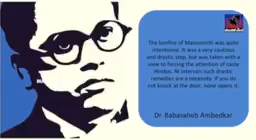 The bonfire of Manusmriti was quite
intentional. It was a very cautious
and drastic step, but was taken with a
view to forcing the attention of caste
Hindus. At intervals such drastic
remedies are a necessity. If you do
not knock at the door, none opens it.
Dr Babasaheb Ambedkar